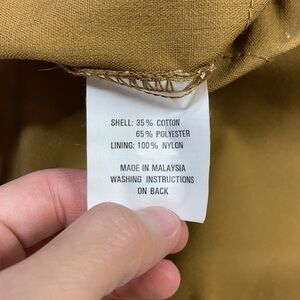 SHELL: 35% COTTON
65% POLYESTER
LINING: 100% NYLON
MADE IN MALAYSIA
WASHING INSTRUCTIONS
ON BACK